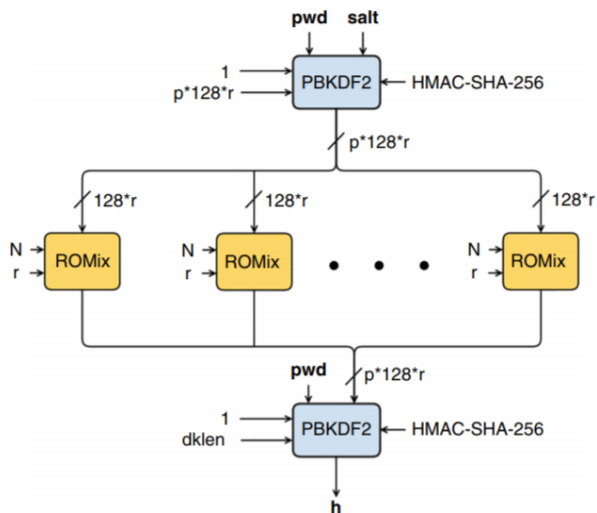 pwd salt
1
PBKDF2
HMAC-SHA-256
p*128*r
p*128*r
128*r 128*r 128*r
N N N
ROMix ROMix ROMix
r r r
pwd
p*128*r
1
PBKDF2
HMAC-SHA-256
dklen
h